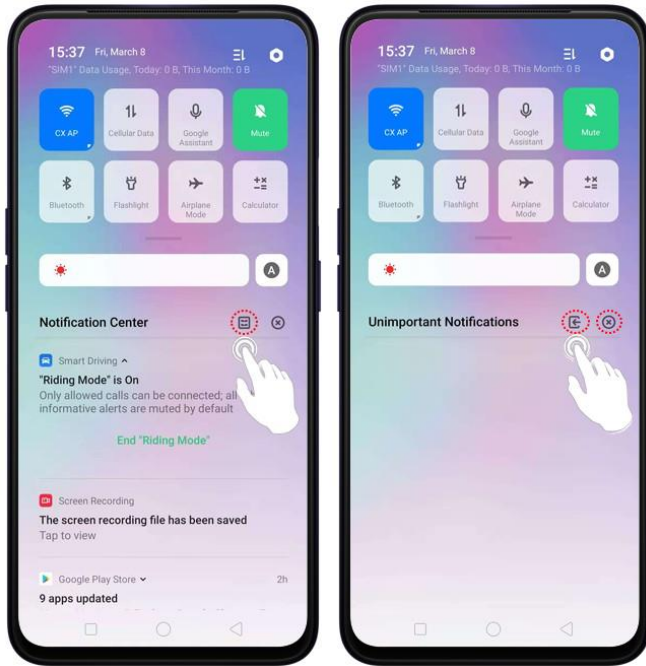 15:37 Fri, March 8
"SIM1" Data Usage, Today: 0 B, This Month: 0 B
CX AP
Cellular Data
Google
Assistant
Mute
Bluetooth
Flashlight
Airplane
Mode
Calculator
A
Notification Center
Smart Driving
"Riding Mode" is On
Only allowed calls can be connected; all
informative alerts are muted by default
End "Riding Mode"
Screen Recording
The screen recording file has been saved
Tap to view
Google Play Store 2h
9 apps updated
15:37 Fri, March 8
"SIM1" Data Usage, Today: 0 B, This Month: 0 B
CX AP
Cellular Data
Google
Assistant
Mute
Bluetooth
Flashlight
Airplane
Mode
Calculator
A
Unimportant Notifications